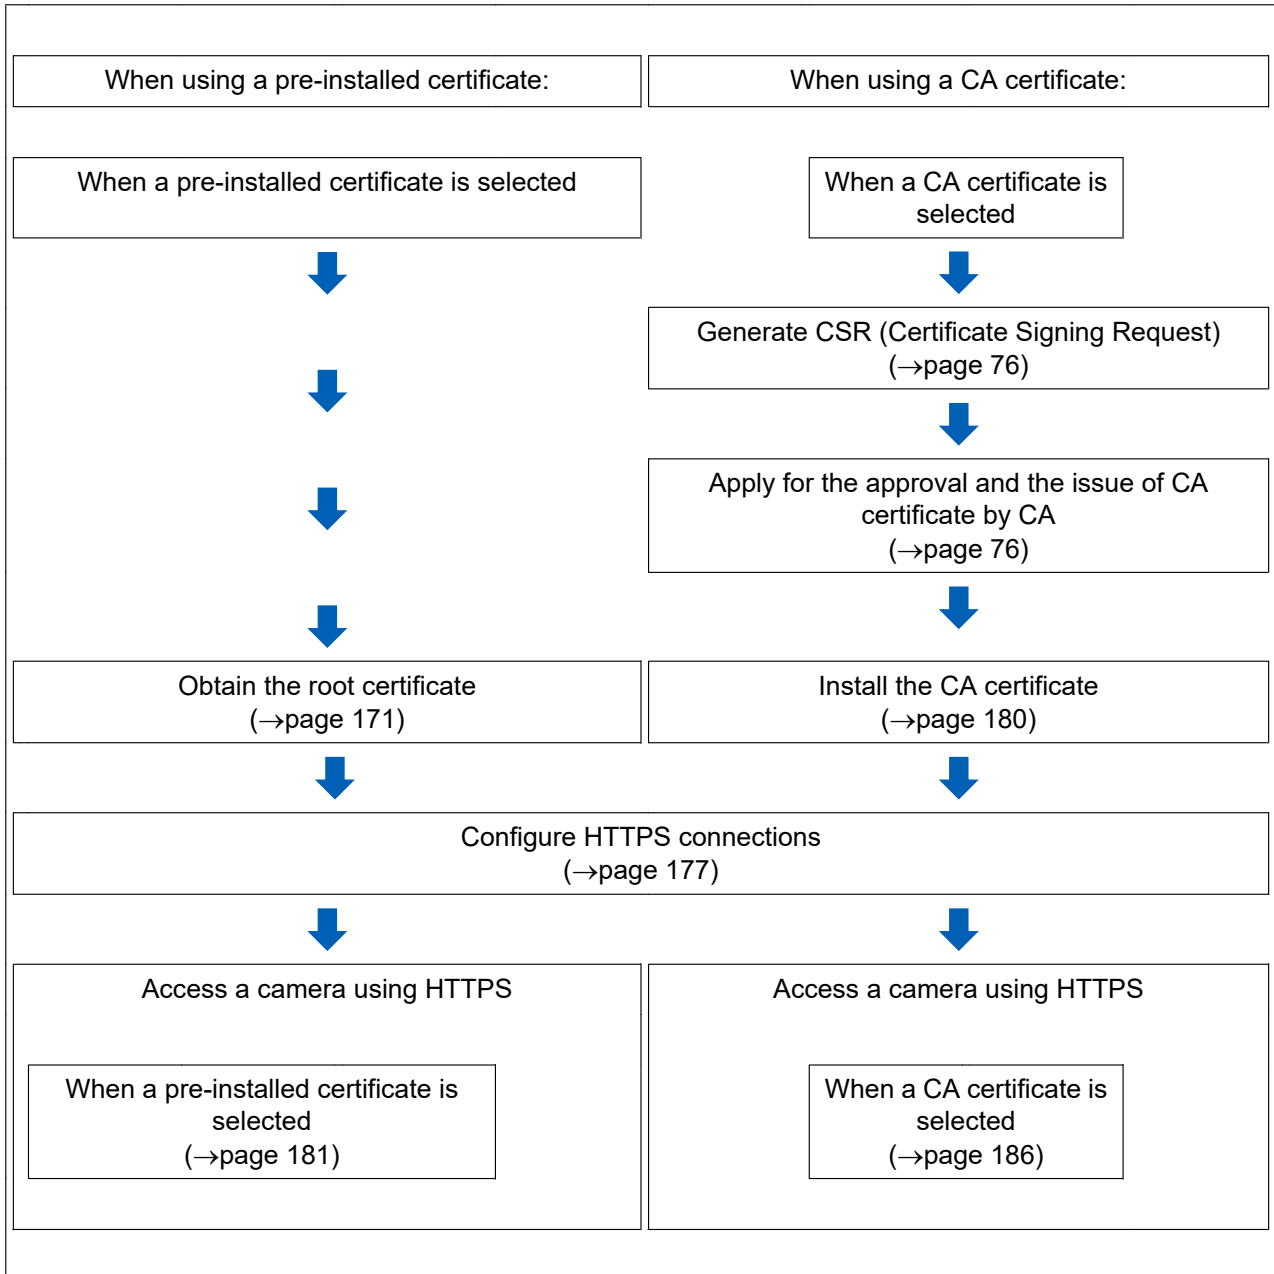 When using a pre-installed certificate:
When using a CA certificate:
When a pre-installed certificate is selected
When a CA certificate is
selected
Generate CSR (Certificate Signing Request)
(→page 76)
Apply for the approval and the issue of CA
certificate by CA
(→page 76)
Obtain the root certificate
(→page 171)
Install the CA certificate
(→page 180)
Configure HTTPS connections
(→page 177)
Access a camera using HTTPS
When a pre-installed certificate is
selected
(→page 181)
Access a camera using HTTPS
When a CA certificate is
selected
(→page 186)